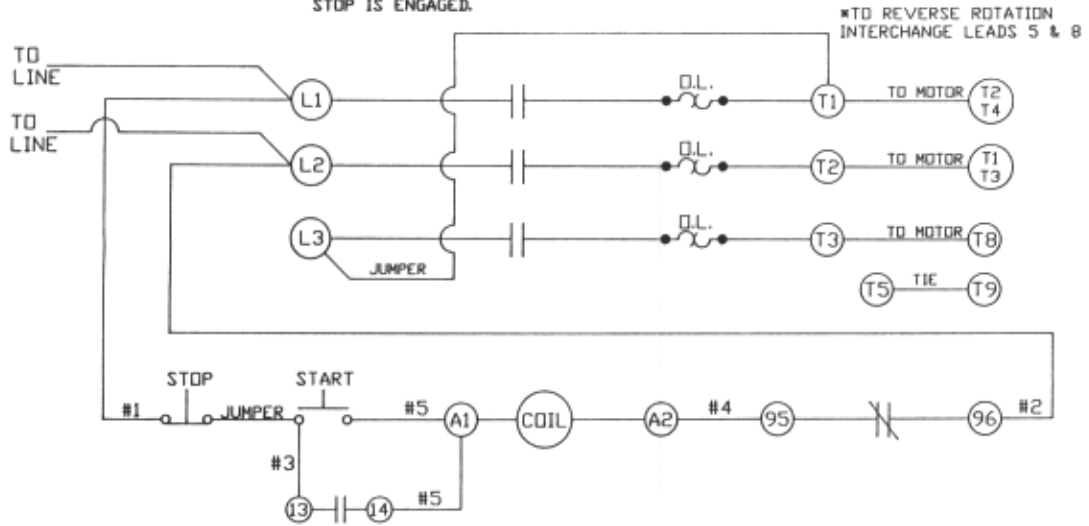 STOP IS ENGAGED.
*TO REVERSE ROTATION
INTERCHANGE LEADS 5 & 8
TO
LINE
L1
O.L.
T1
TO MOTOR
T2
T4
TO
LINE
L2
O.L.
T2
TO MOTOR
T1
T3
L3
JUMPER
O.L.
T3
TO MOTOR
T8
T5
TIE
T9
STOP
START
#1
JUMPER
#5
A1
COIL
A2
#4
95
96
#2
#3
13
14
#5